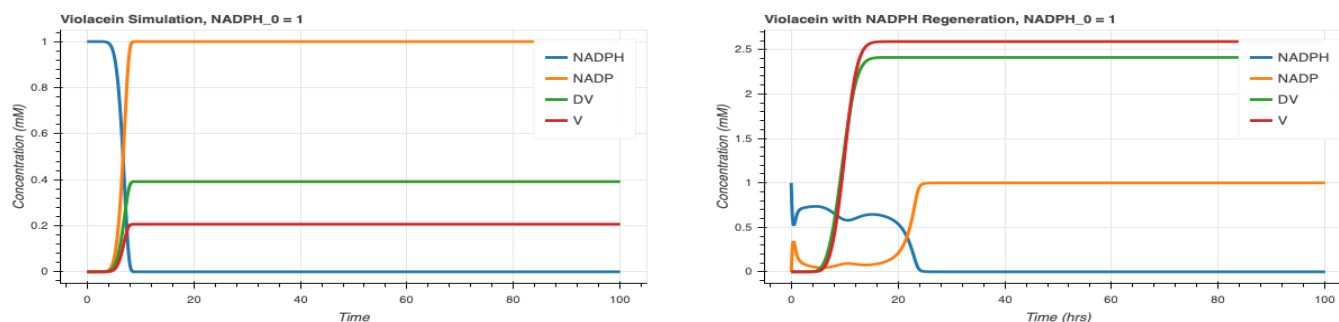 Violacein Simulation, NADPH_0 = 1
Concentration (mM)
1
0.8
0.6
0.4
0.2
0
0 20 40 60 80 100
Time
NADPH
NADP
DV
V
Violacein with NADPH Regeneration, NADPH_0 = 1
Concentration (mM)
2.5
2
1.5
1
0.5
0
0 20 40 60 80 100
Time (hrs)
NADPH
NADP
DV
V